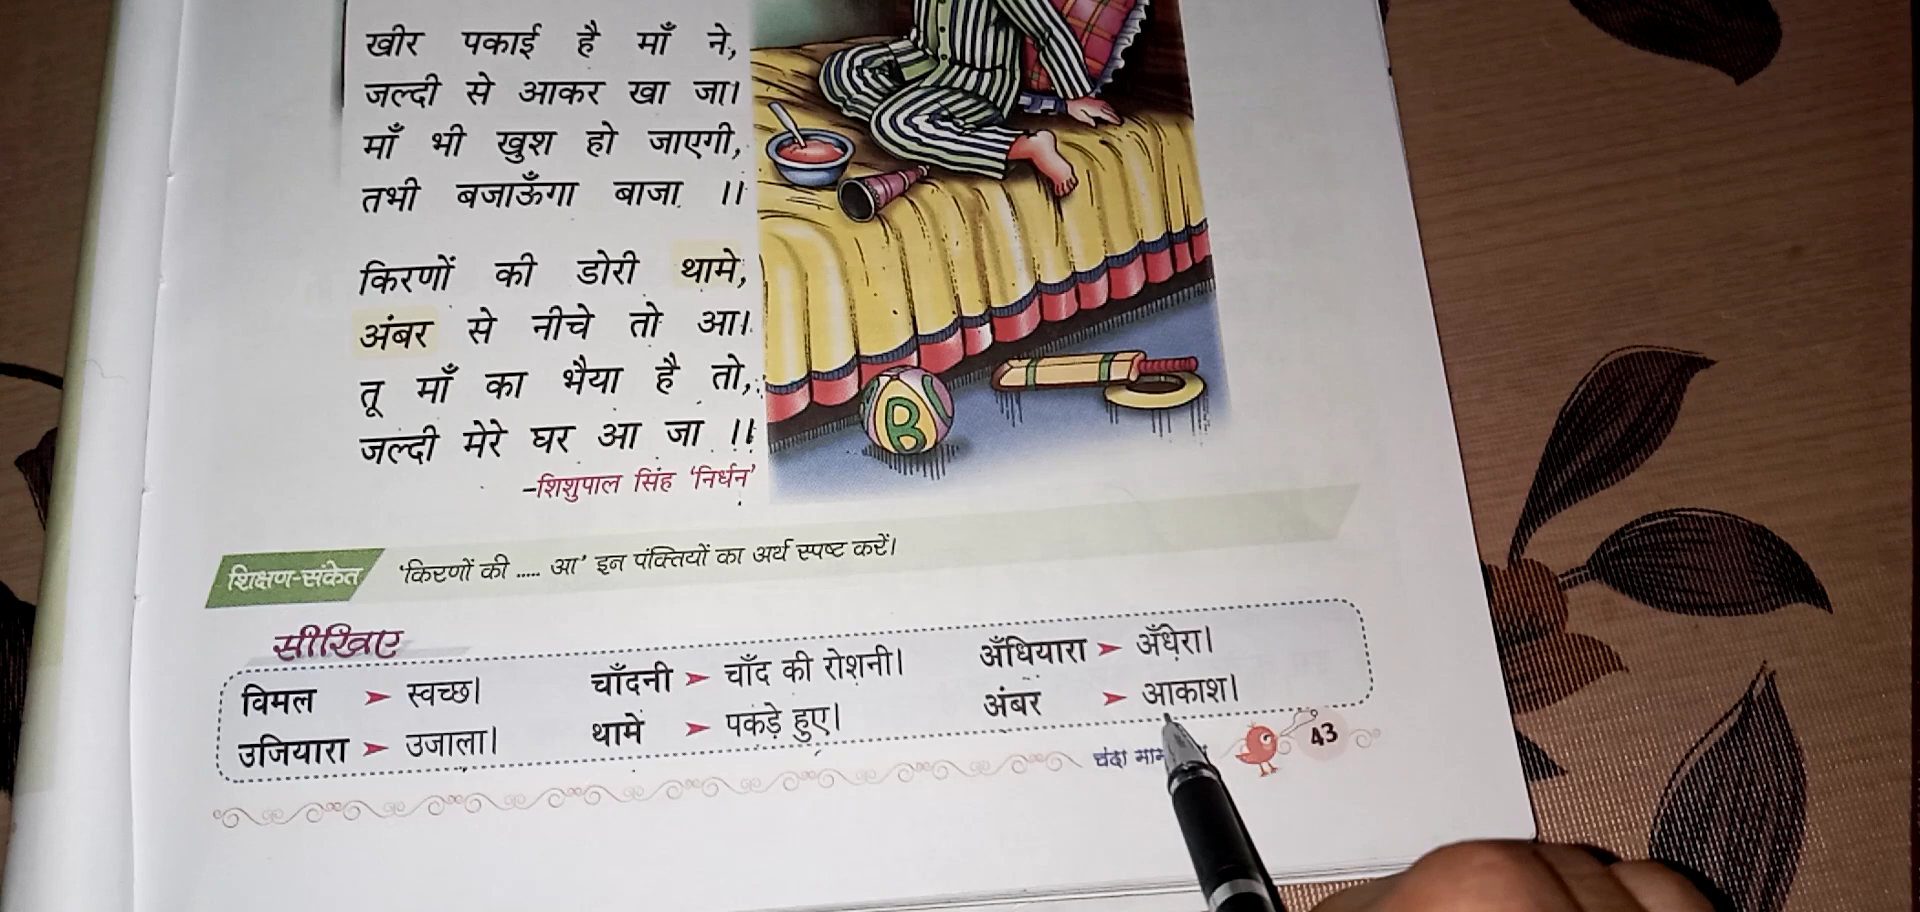 खीर पकाई है माँ ने,
जल्दी से आकर खा जा।
माँ भी खुश हो जाएगी,
तभी बजाऊँगा बाजा ।।
किरणों की डोरी थामे,
अंबर से नीचे तो आ।
तू माँ का भैया है तो,
जल्दी मेरे घर आ जा ।।
–शिशुपाल सिंह ‘निर्धन’
शिक्षण-संकेत ‘किरणों की ..... आ’ इन पंक्तियों का अर्थ स्पष्ट करें।
सीखिए
विमल ➤ स्वच्छ। चाँदनी ➤ चाँद की रोशनी। अँधियारा ➤ अँधेरा।
उजियारा ➤ उजाला। थामे ➤ पकड़े हुए। अंबर ➤ आकाश।
चंदा 43
B